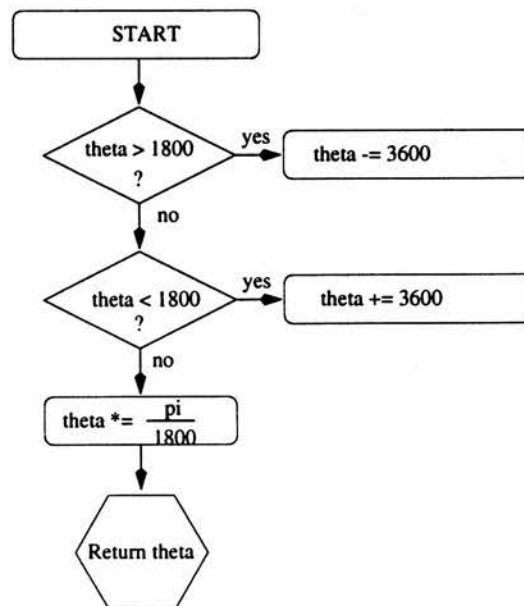 START
theta > 1800
?
yes
theta -= 3600
no
theta < 1800
?
yes
theta += 3600
no
theta *= pi
1800
Return theta